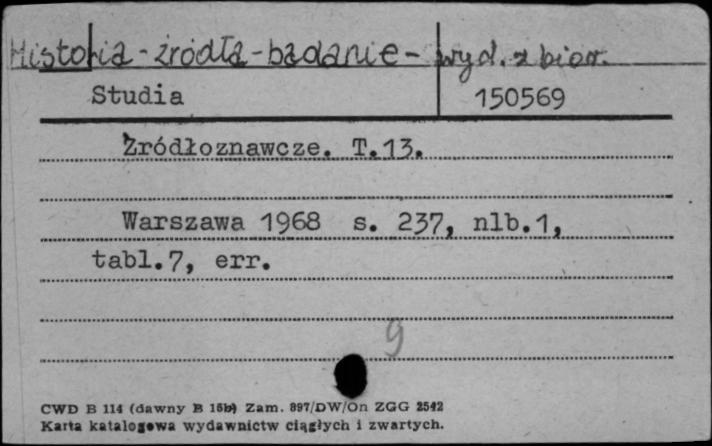 Historia - źródła - badanie - wyd. zbior.
Studia 150569
Źródłoznawcze. T.13.
Warszawa 1968 s. 237, nlb.1,
tabl.7, err.
9
CWD B 114 (dawny B 15b) Zam. 897/DW/On ZGG 2542
Karta katalogowa wydawnictw ciągłych i zwartych.